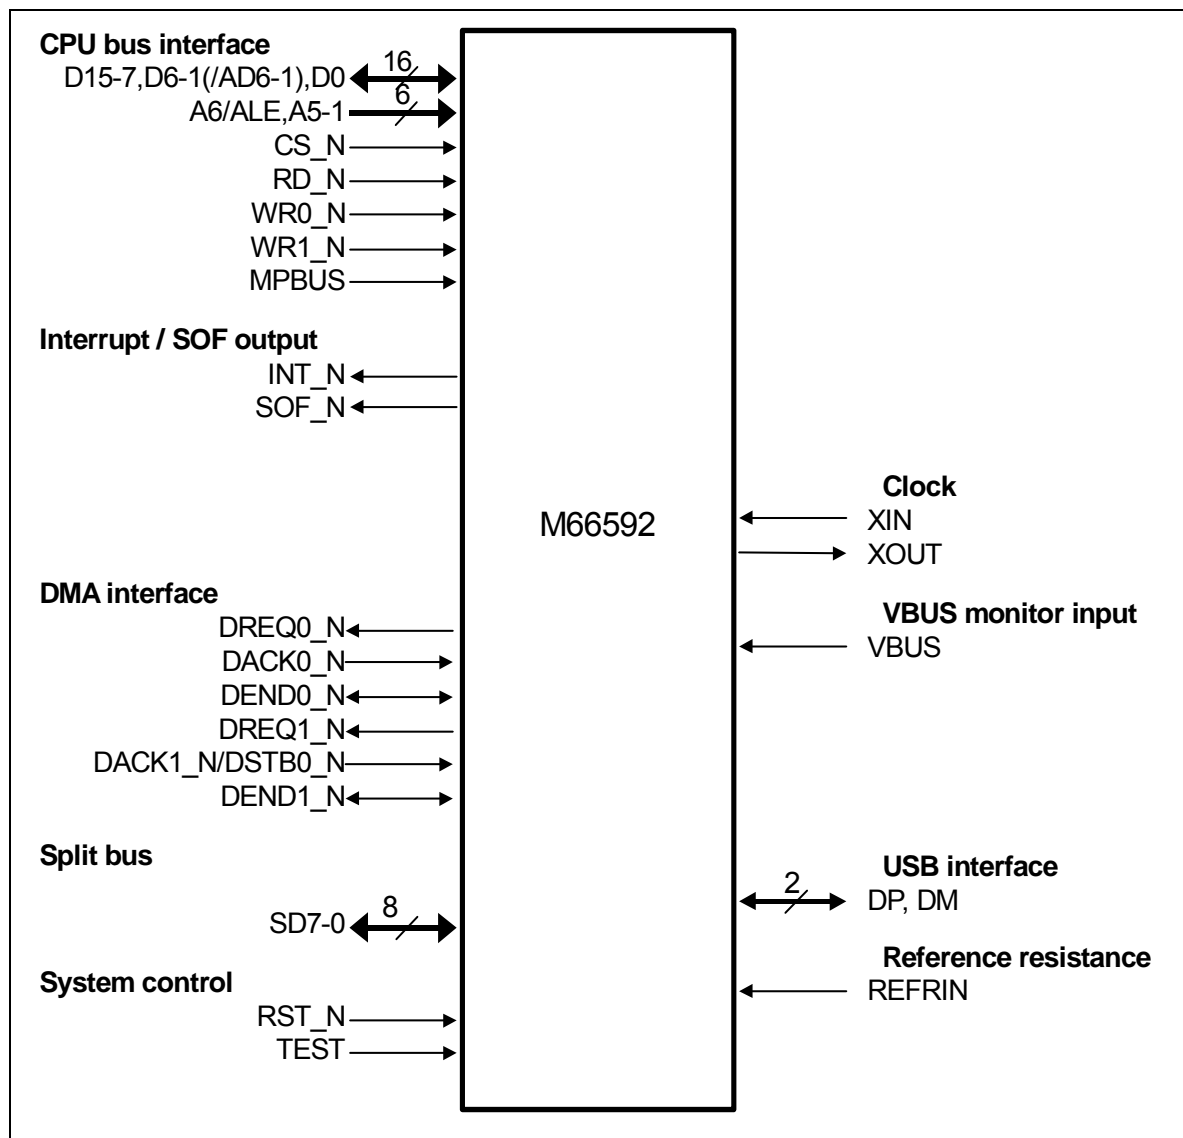 CPU bus interface
D15-7,D6-1(/AD6-1),D0
16
A6/ALE,A5-1
6
CS_N
RD_N
WR0_N
WR1_N
MPBUS
Interrupt / SOF output
INT_N
SOF_N
DMA interface
DREQ0_N
DACK0_N
DEND0_N
DREQ1_N
DACK1_N/DSTB0_N
DEND1_N
Split bus
SD7-0
8
System control
RST_N
TEST
M66592
Clock
XIN
XOUT
VBUS monitor input
VBUS
USB interface
2
DP, DM
Reference resistance
REFRIN